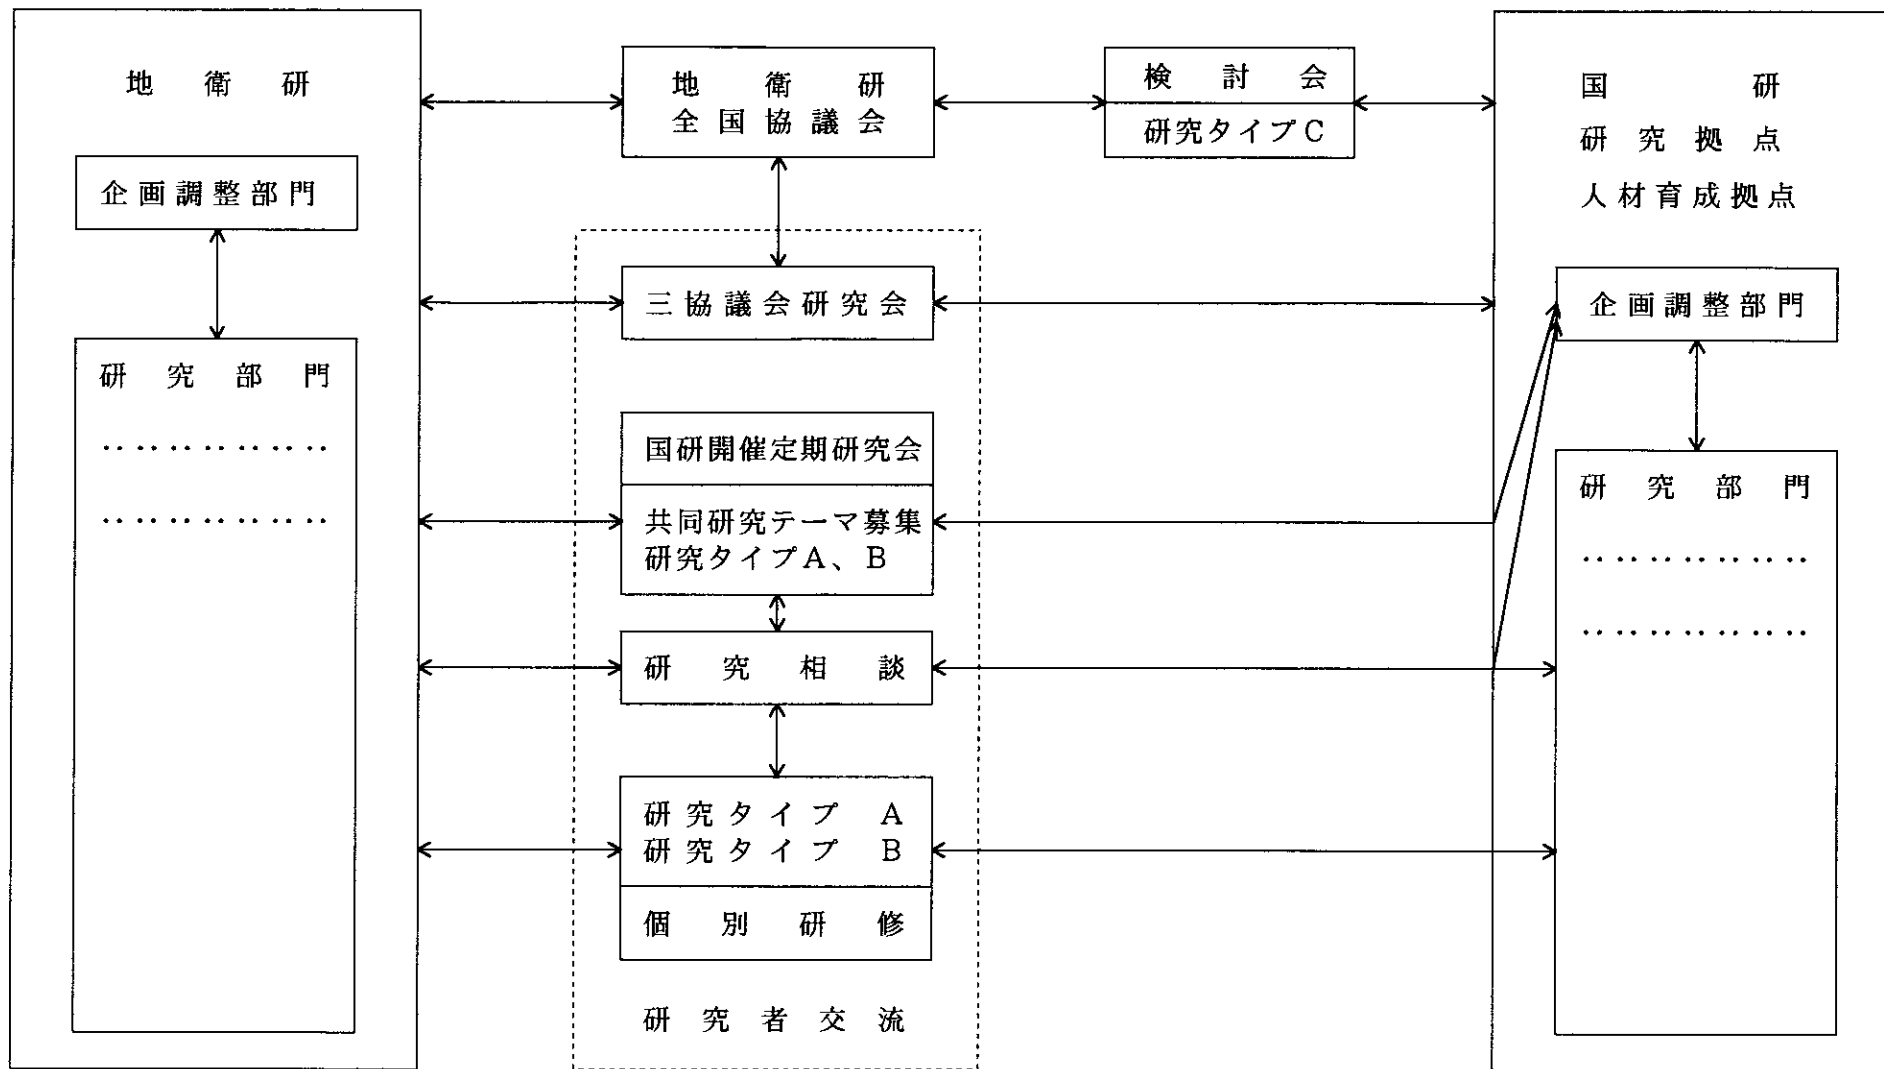 地衛研
企画調整部門
研究部門
‥‥‥‥‥‥‥
‥‥‥‥‥‥‥
地衛研
全国協議会
三協議会研究会
国研開催定期研究会
共同研究テーマ募集
研究タイプA、B
研究相談
研究タイプ A
研究タイプ B
個別研修
研究者交流
検討会
研究タイプC
国研
研究拠点
人材育成拠点
企画調整部門
研究部門
‥‥‥‥‥‥‥
‥‥‥‥‥‥‥